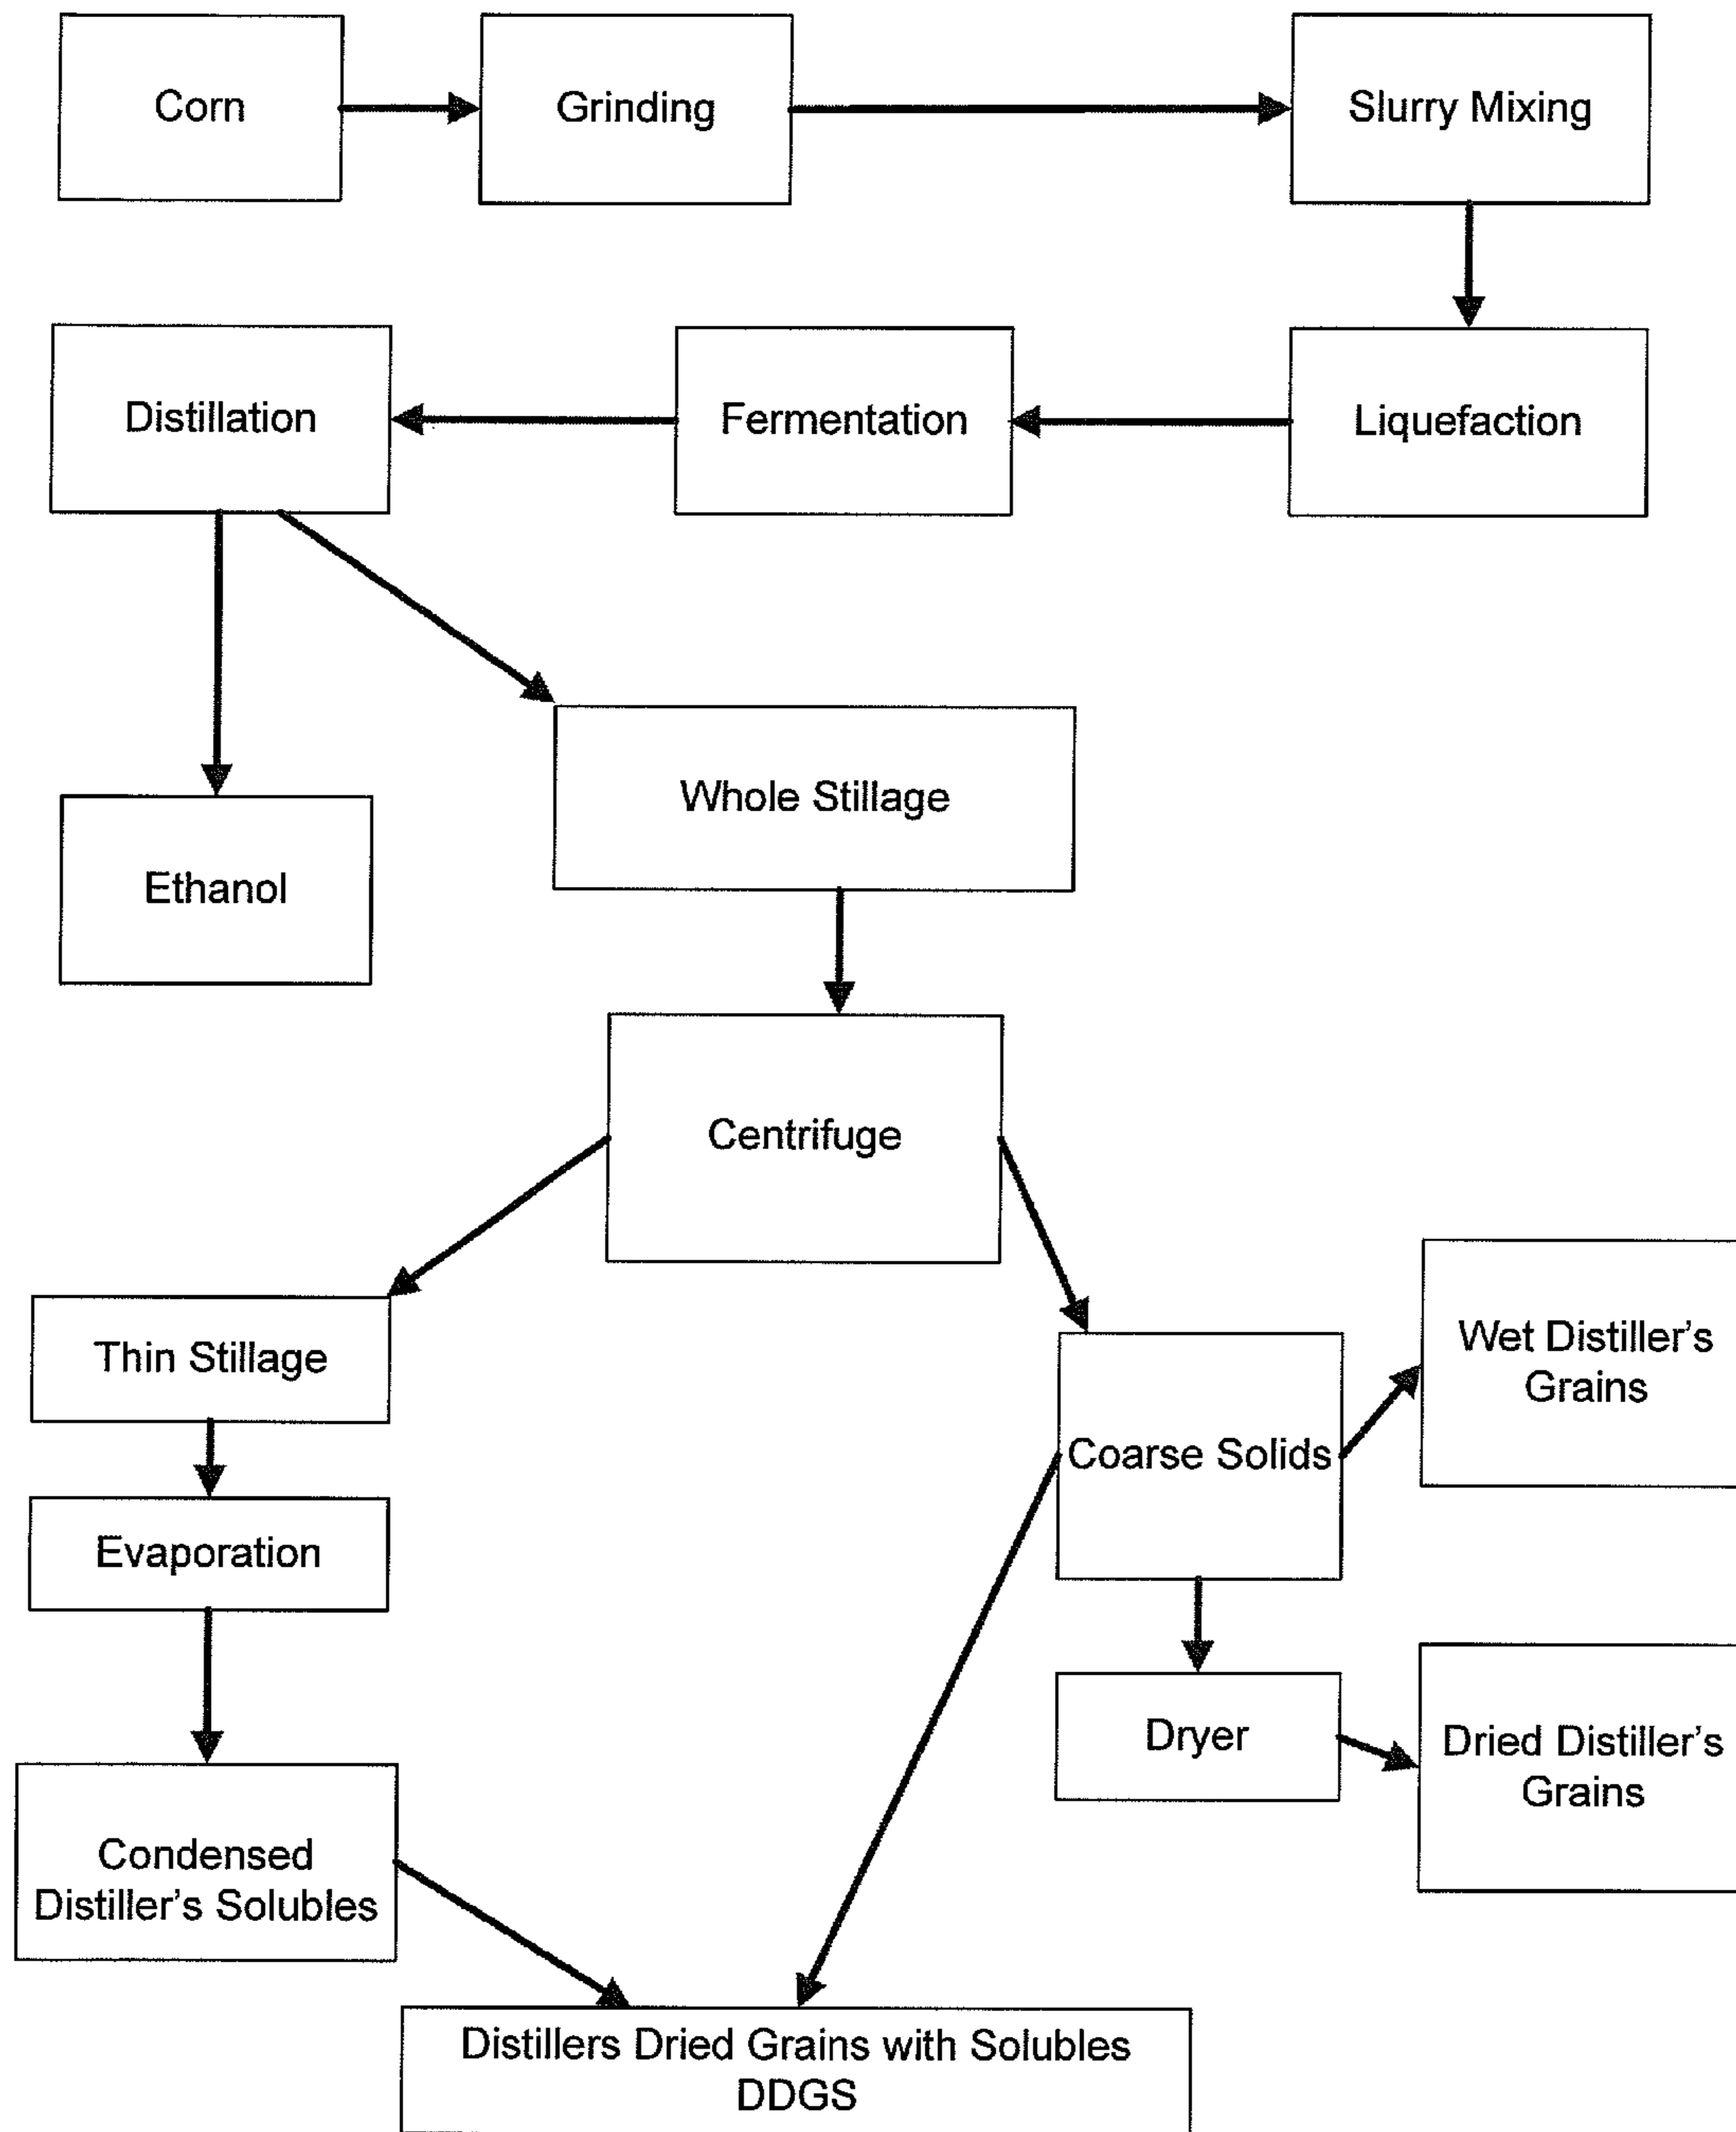 Corn
Grinding
Slurry Mixing
Distillation
Fermentation
Liquefaction
Whole Stillage
Ethanol
Centrifuge
Thin Stillage
Wet Distiller's
Grains
Coarse Solids
Evaporation
Dryer
Dried Distiller's
Grains
Condensed
Distiller's Solubles
Distillers Dried Grains with Solubles
DDGS